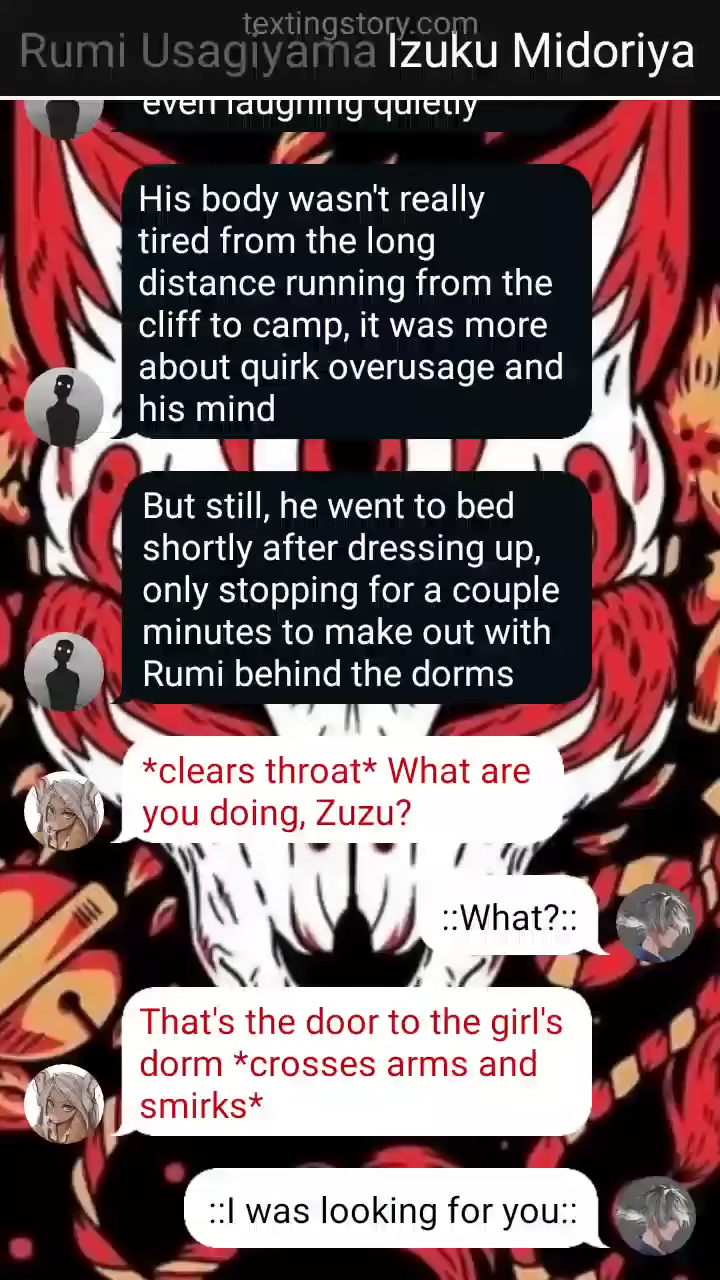 textingstory.com
Rumi Usagiyama Izuku Midoriya
even laughing quietly
His body wasn't really
tired from the long
distance running from the
cliff to camp, it was more
about quirk overusage and
his mind
But still, he went to bed
shortly after dressing up,
only stopping for a couple
minutes to make out with
Rumi behind the dorms
*clears throat* What are
you doing, Zuzu?
::What?::
That's the door to the girl's
dorm *crosses arms and
smirks*
::I was looking for you::